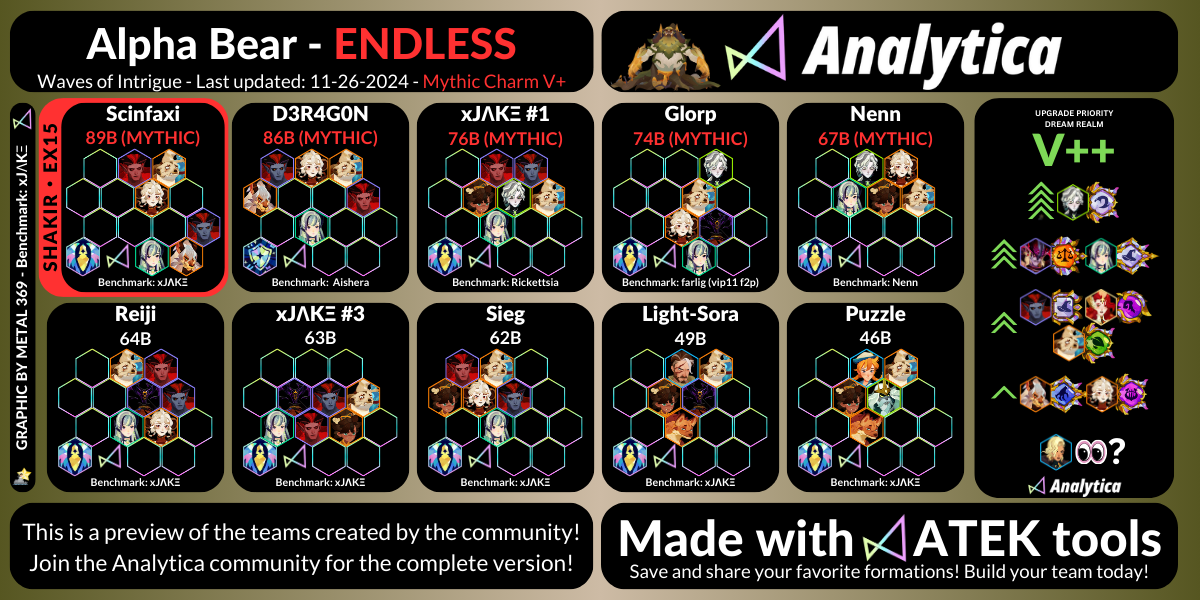 Alpha Bear - ENDLESS
Waves of Intrigue - Last updated: 11-26-2024 - Mythic Charm V+
Analytica
GRAPHIC BY METAL 369 - Benchmark: xJΛKΞ
SHAKIR • EX15
Scinfaxi
89B (MYTHIC)
Benchmark: xJΛKΞ
D3R4G0N
86B (MYTHIC)
Benchmark: Aishera
xJΛKΞ #1
76B (MYTHIC)
Benchmark: Rickettsia
Glorp
74B (MYTHIC)
Benchmark: farlig (vip11 f2p)
Nenn
67B (MYTHIC)
Benchmark: Nenn
Reiji
64B
Benchmark: xJΛKΞ
xJΛKΞ #3
63B
Benchmark: xJΛKΞ
Sieg
62B
Benchmark: xJΛKΞ
Light-Sora
49B
Benchmark: xJΛKΞ
Puzzle
46B
Benchmark: xJΛKΞ
UPGRADE PRIORITY
DREAM REALM
V++
?
Analytica
This is a preview of the teams created by the community!
Join the Analytica community for the complete version!
Made with ATEK tools
Save and share your favorite formations! Build your team today!